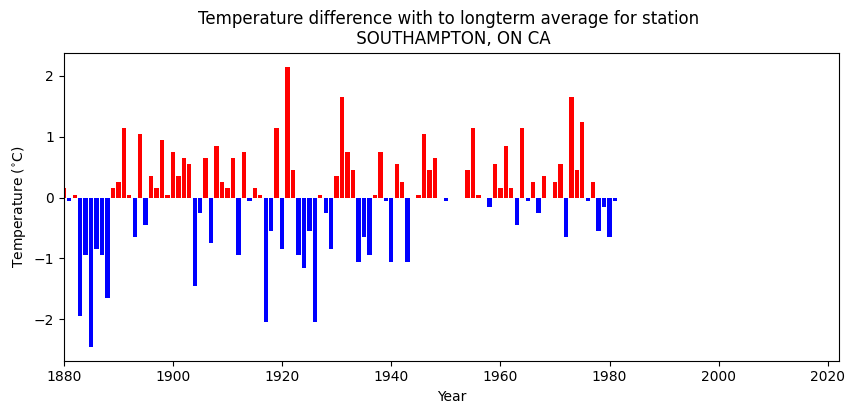 Temperature difference with to longterm average for station
SOUTHAMPTON, ON CA
Temperature (°C)
2
1
0
−1
−2
1880 1900 1920 1940 1960 1980 2000 2020
Year